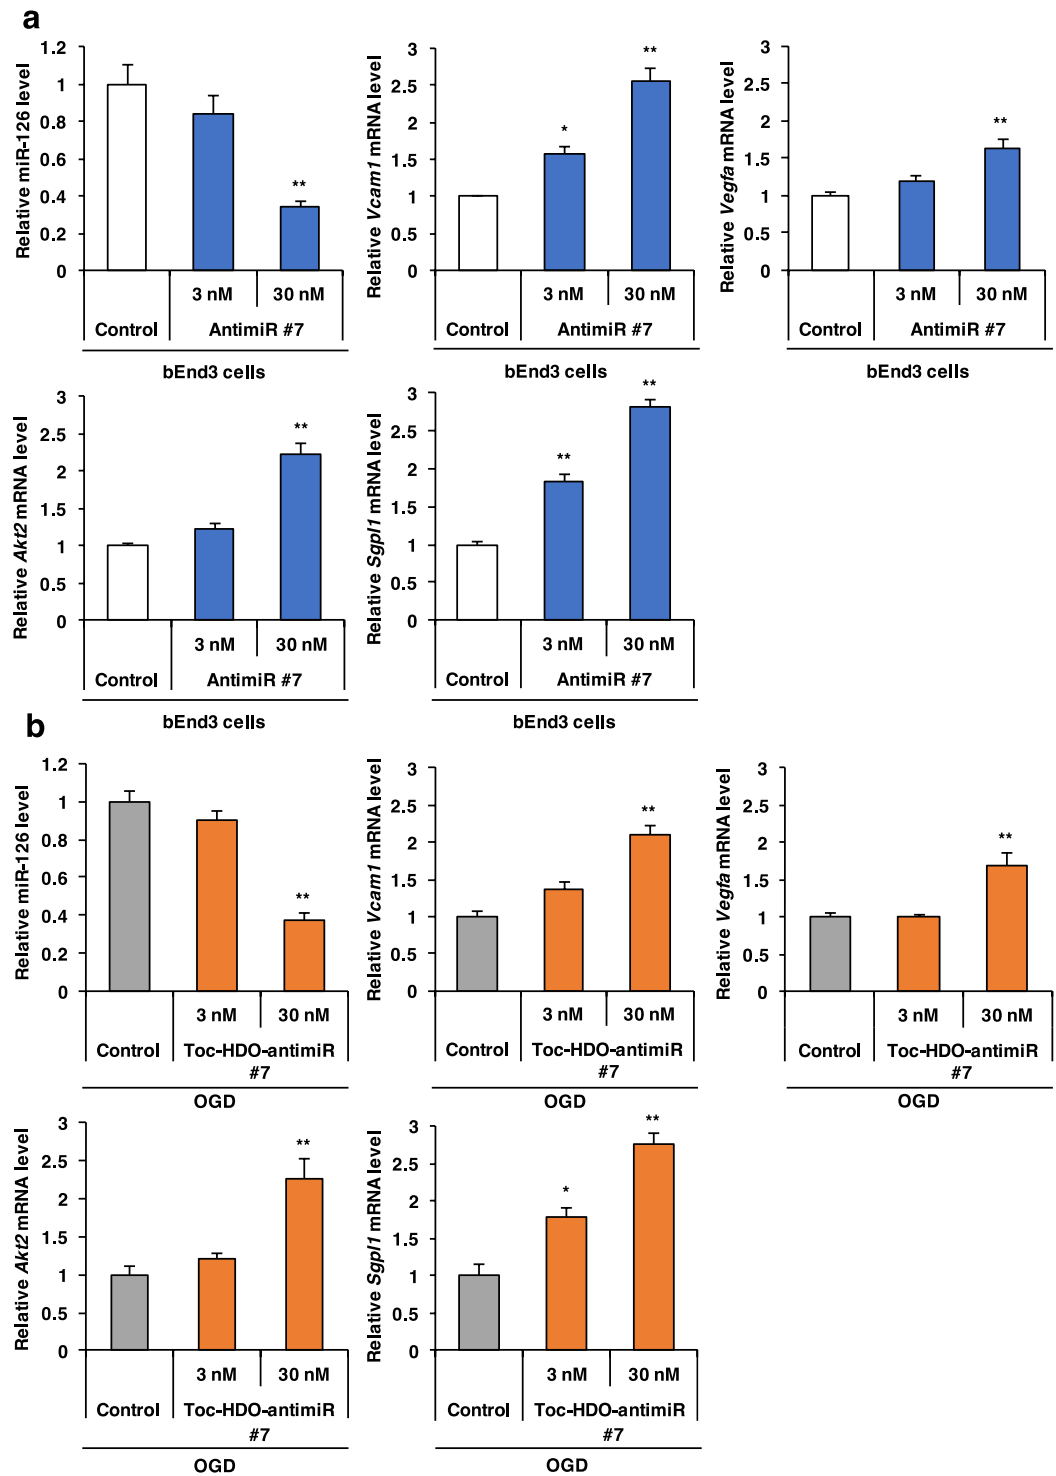 a
Relative miR-126 level
1.2
1
0.8
0.6
0.4
0.2
0
**
3 nM
30 nM
Control
AntimiR #7
bEnd3 cells
Relative Vcam1 mRNA level
3
2.5
2
1.5
1
0.5
0
*
**
3 nM
30 nM
Control
AntimiR #7
bEnd3 cells
Relative Vegfa mRNA level
3
2.5
2
1.5
1
0.5
0
**
3 nM
30 nM
Control
AntimiR #7
bEnd3 cells
Relative Akt2 mRNA level
3
2.5
2
1.5
1
0.5
0
**
3 nM
30 nM
Control
AntimiR #7
bEnd3 cells
Relative Sgpl1 mRNA level
3
2.5
2
1.5
1
0.5
0
**
**
3 nM
30 nM
Control
AntimiR #7
bEnd3 cells
b
Relative miR-126 level
1.2
1
0.8
0.6
0.4
0.2
0
**
3 nM
30 nM
Control
Toc-HDO-antimiR
#7
OGD
Relative Vcam1 mRNA level
3
2.5
2
1.5
1
0.5
0
**
3 nM
30 nM
Control
Toc-HDO-antimiR
#7
OGD
Relative Vegfa mRNA level
3
2.5
2
1.5
1
0.5
0
**
3 nM
30 nM
Control
Toc-HDO-antimiR
#7
OGD
Relative Akt2 mRNA level
3
2.5
2
1.5
1
0.5
0
**
3 nM
30 nM
Control
Toc-HDO-antimiR
#7
OGD
Relative Sgpl1 mRNA level
3
2.5
2
1.5
1
0.5
0
*
**
3 nM
30 nM
Control
Toc-HDO-antimiR
#7
OGD